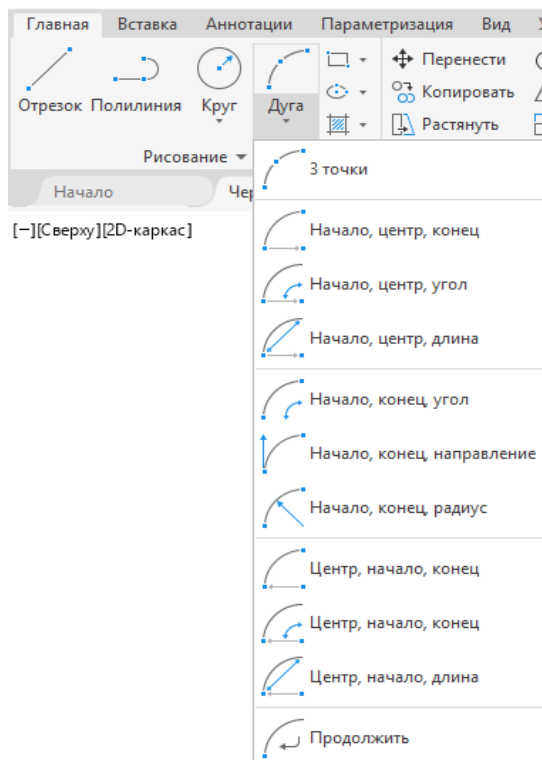 Главная Вставка Аннотации Параметризация Вид
Отрезок Полилиния Круг Дуга
Перенести
Копировать
Растянуть
Рисование
Начало
[−][Сверху][2D-каркас]
3 точки
Начало, центр, конец
Начало, центр, угол
Начало, центр, длина
Начало, конец, угол
Начало, конец, направление
Начало, конец, радиус
Центр, начало, конец
Центр, начало, конец
Центр, начало, длина
Продолжить